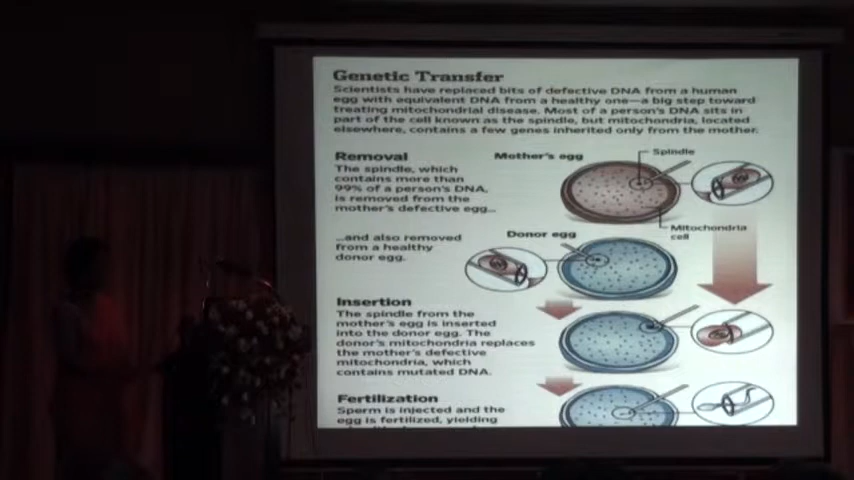 Genetic Transfer
Scientists have replaced bits of defective DNA from a human
egg with equivalent DNA from a healthy one—a big step toward
treating mitochondrial disease. Most of a person's DNA sits in
part of the cell known as the spindle, but mitochondria, located
elsewhere, contains a few genes inherited only from the mother.
Removal
The spindle, which
contains more than
99% of a person's DNA,
is removed from the
mother's defective egg...
Mother's egg
Spindle
Mitochondria
cell
...and also removed
from a healthy
donor egg.
Donor egg
Insertion
The spindle from the
mother's egg is inserted
into the donor egg. The
donor's mitochondria replaces
the mother's defective
mitochondria, which
contains mutated DNA.
Fertilization
Sperm is injected and the
egg is fertilized, yielding